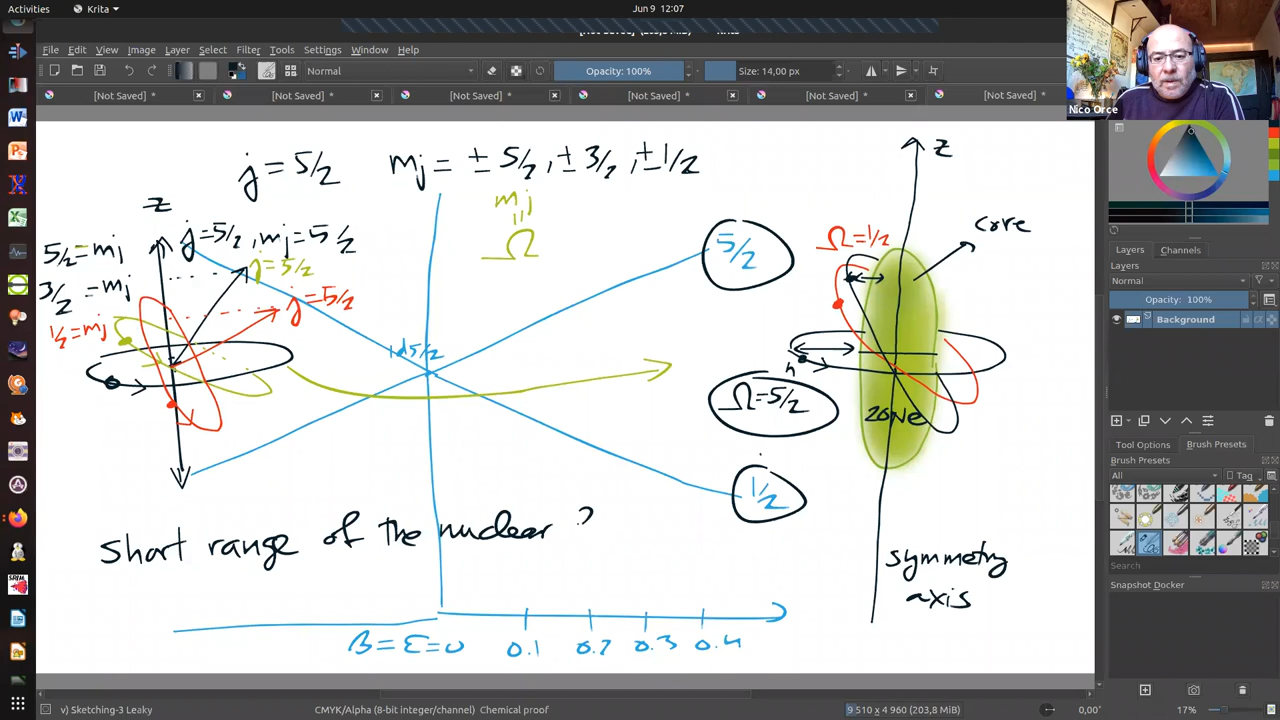 Activities
Krita
Jun 9 12:07
File Edit View Image Layer Select Filter Tools Settings Window Help
Normal
Opacity: 100%
Size: 14,00 px
[Not Saved] *
[Not Saved] *
[Not Saved] *
[Not Saved] *
[Not Saved] *
[Not Saved] *
Nico Orce
j = 5/2 mj = ± 5/2, ± 3/2, ± 1/2
mj
=
Ω
z
j=5/2, mj=5/2
5/2=mj
j=5/2
3/2=mj
j=5/2
1/2=mj
1d5/2
5/2
Ω=5/2
1/2
z
core
Ω=1/2
20Ne
short range of the nuclear
symmetry
axis
β=ε=0 0.1 0.2 0.3 0.4
Layers
Channels
Layers
Normal
Opacity: 100%
Background
Tool Options
Brush Presets
Brush Presets
All
Tag
Search
Snapshot Docker
v) Sketching-3 Leaky
CMYK/Alpha (8-bit integer/channel) Chemical proof
9 510 x 4 960 (203,8 MiB)
0,00°
17%